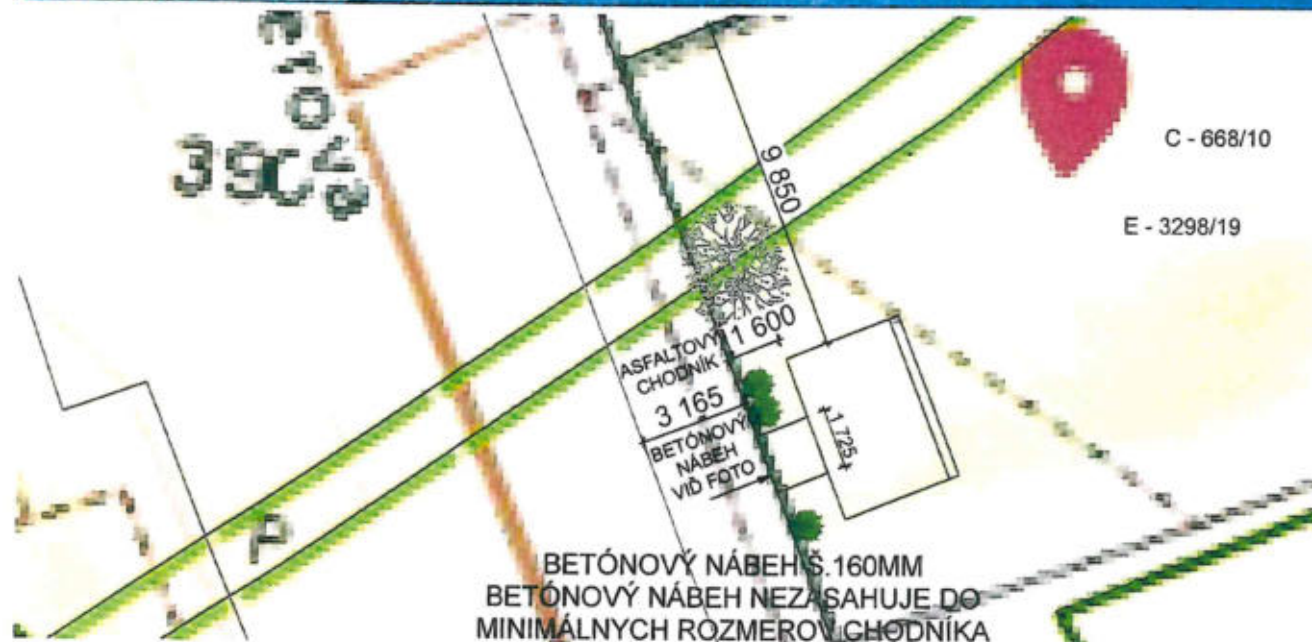 C - 668/10
E - 3298/19
9 850
1 600
ASFALTOVÝ
CHODNÍK
3 165
BETÓNOVÝ
NÁBEH
VIĎ FOTO
1 725
BETÓNOVÝ NÁBEH Š.160MM
BETÓNOVÝ NÁBEH NEZASAHUJE DO
MINIMÁLNYCH ROZMEROV CHODNÍKA